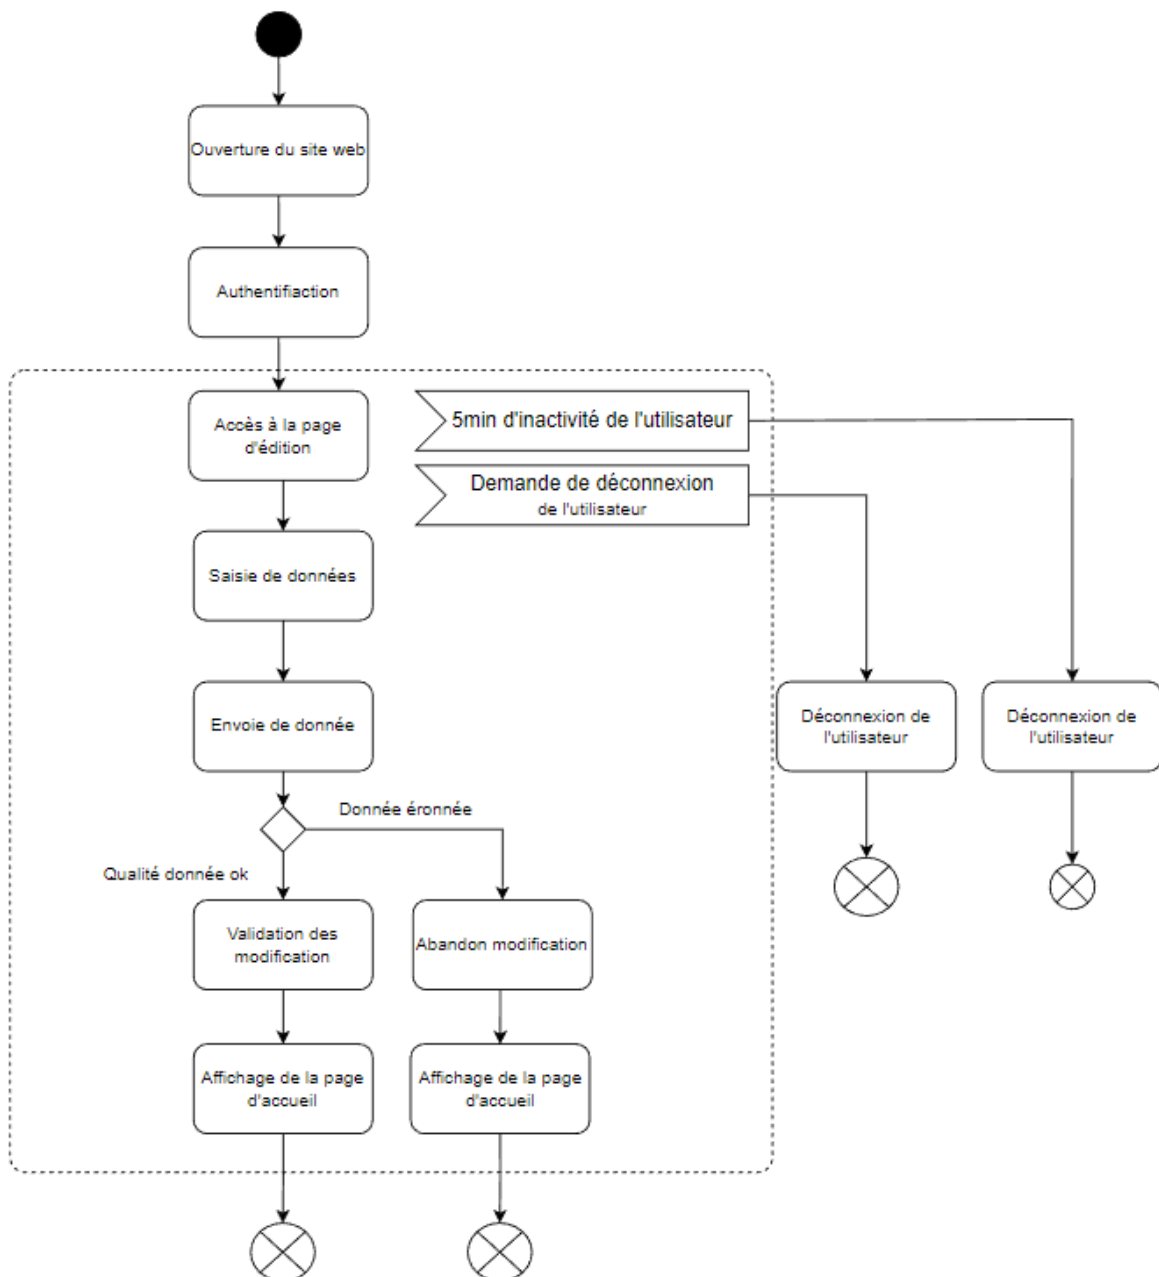 Ouverture du site web
Authentifiaction
Accès à la page
d'édition
5min d'inactivité de l'utilisateur
Demande de déconnexion
de l'utilisateur
Saisie de données
Envoie de donnée
Déconnexion de
l'utilisateur
Déconnexion de
l'utilisateur
Donnée éronnée
Qualité donnée ok
Validation des
modification
Abandon modification
Affichage de la page
d'accueil
Affichage de la page
d'accueil